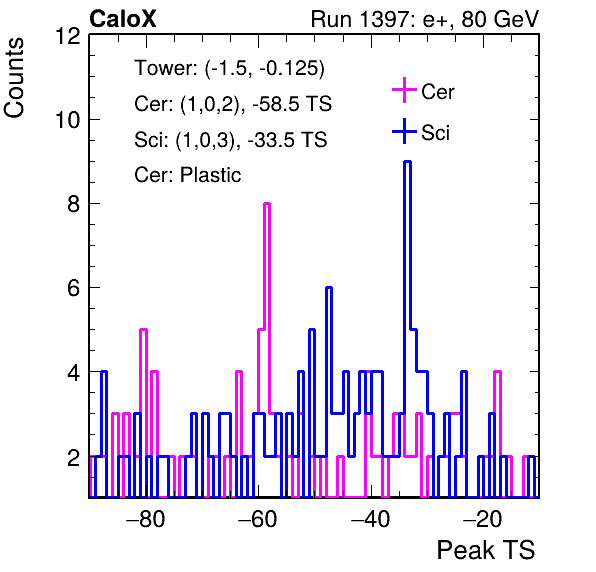 CaloX Run 1397: e+, 80 GeV
Counts
12
10
8
6
4
2
Tower: (-1.5, -0.125)
Cer: (1,0,2), -58.5 TS
Sci: (1,0,3), -33.5 TS
Cer: Plastic
Cer
Sci
−80 −60 −40 −20
Peak TS